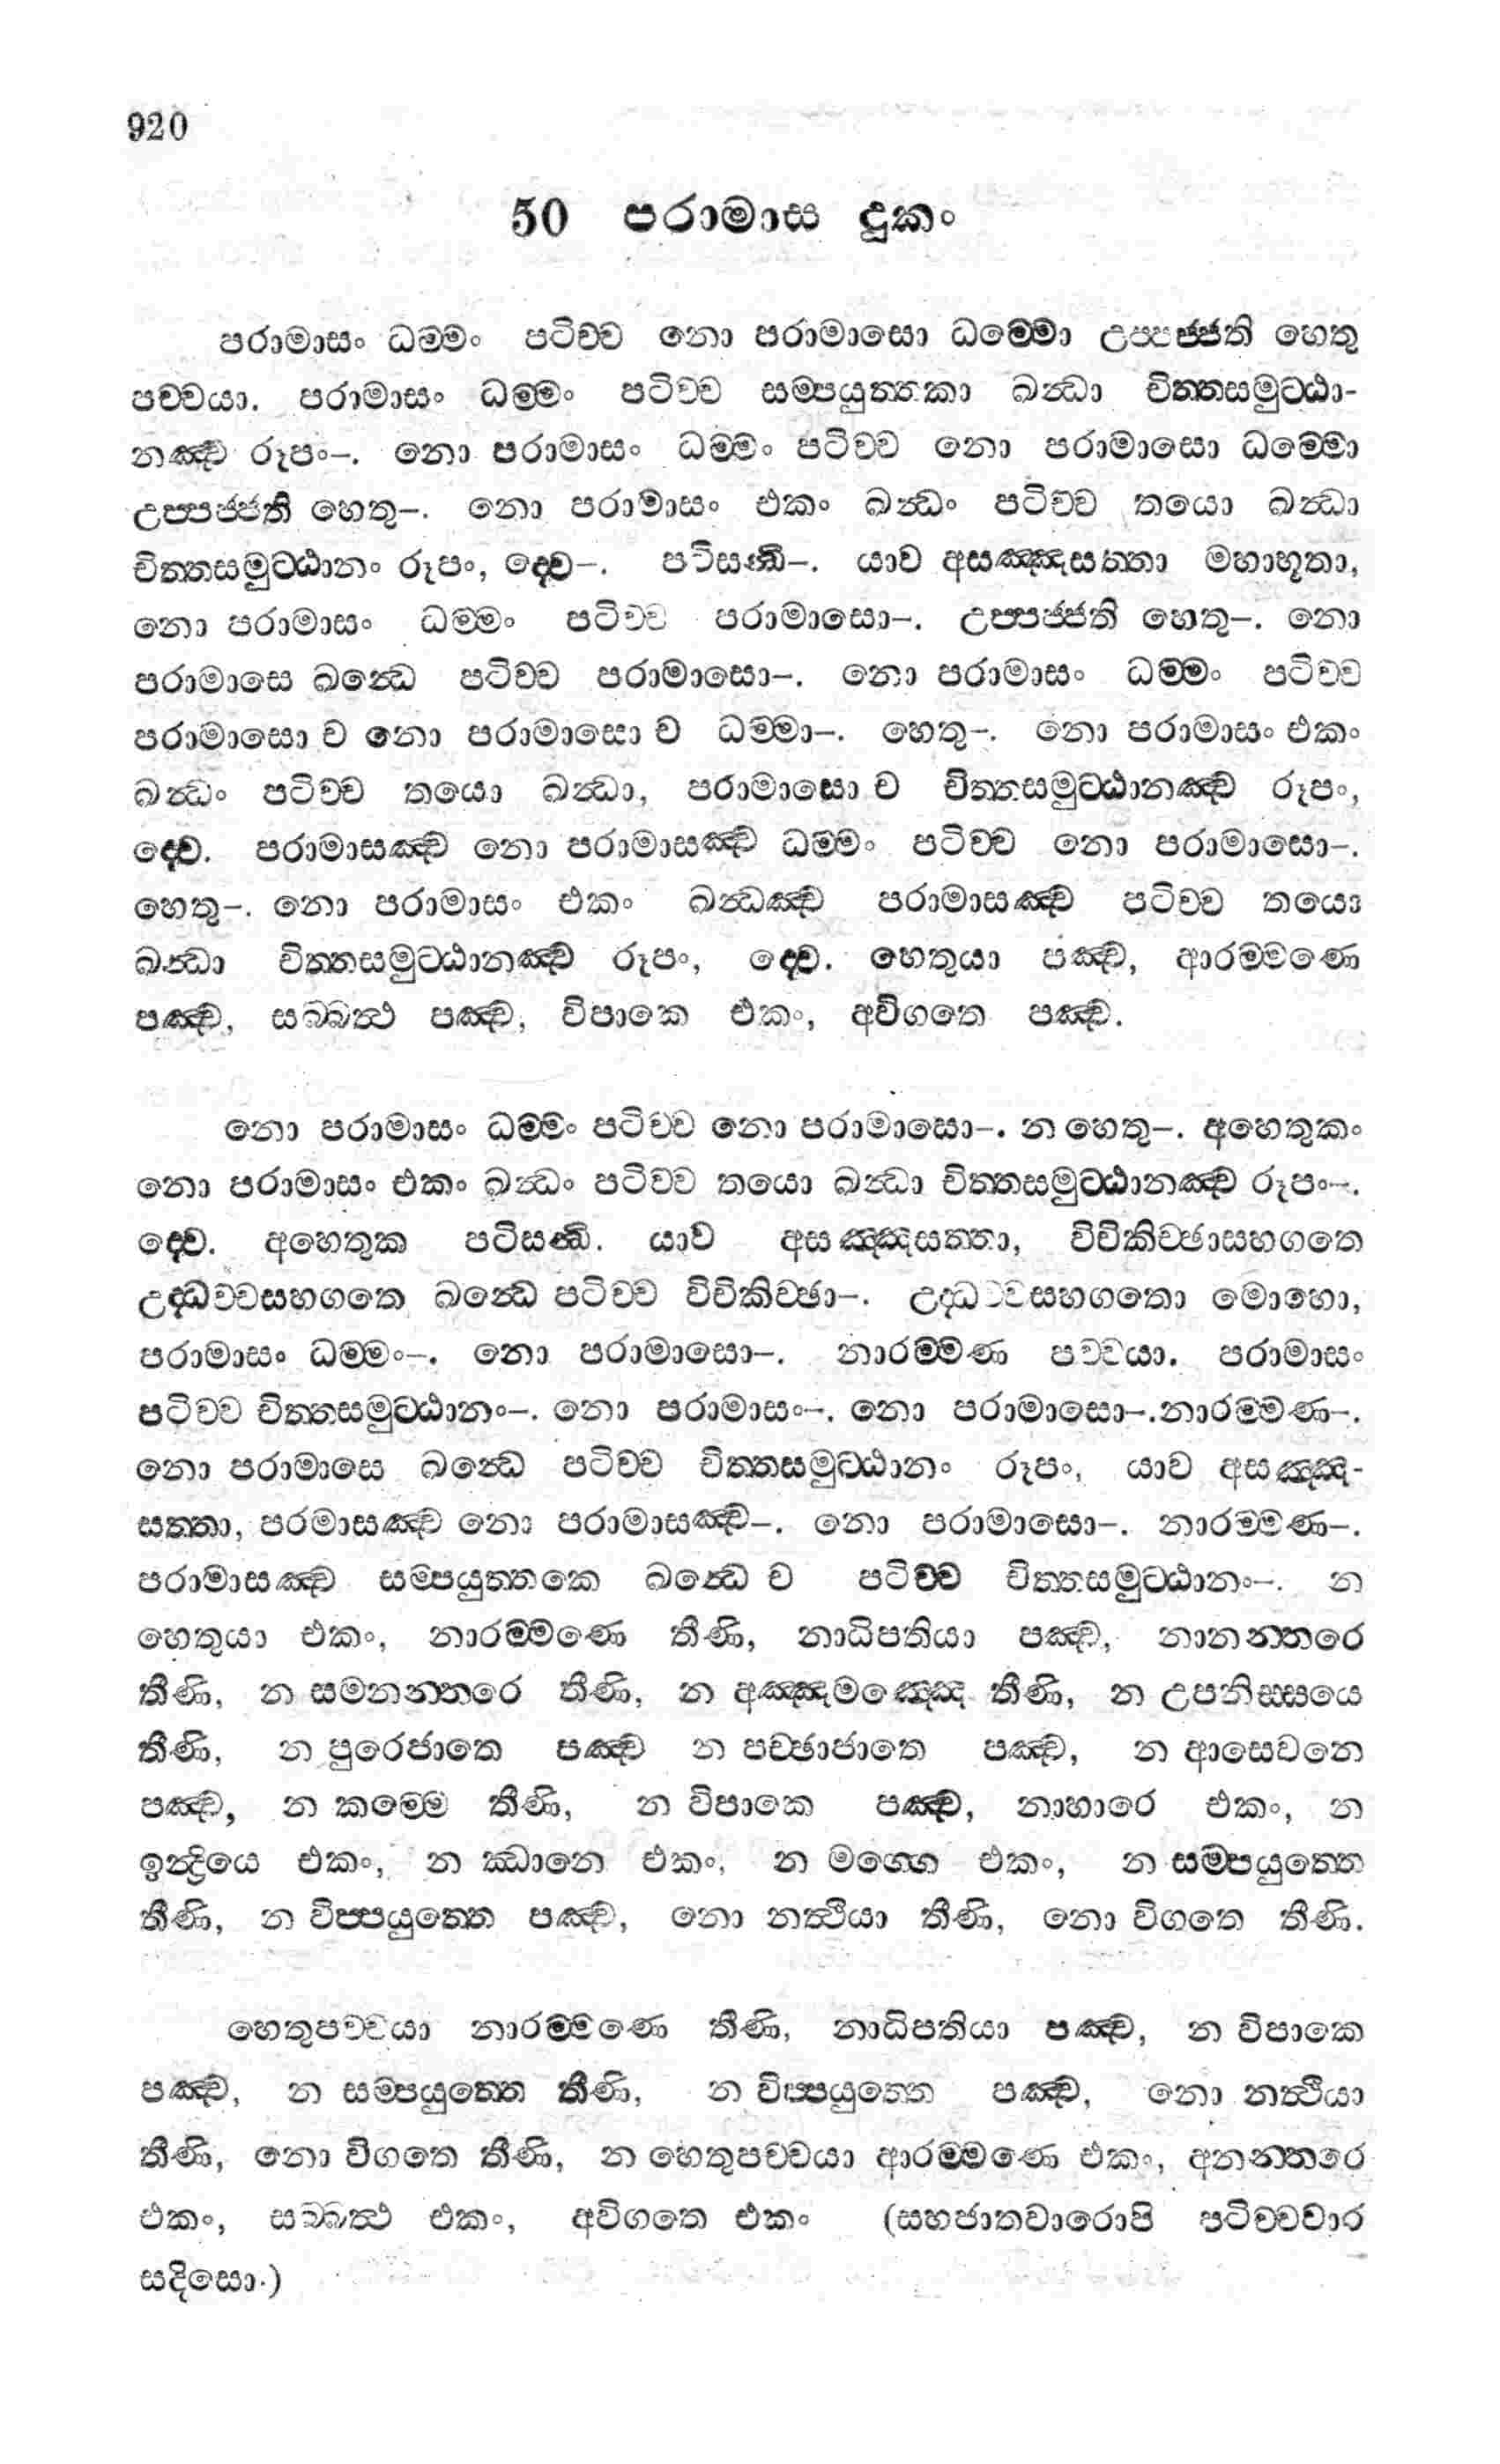 920
50 පරාමාස දුකං
පරාමාසං ධම්මං පටිච්ච නො පරාමාසො ධම්මො උප්පජ්ජති හෙතු
පච්චයා. පරාමාසං ධම්මං පටිච්ච සම්පයුත්තකා ඛන්ධා චිත්තසමුට්ඨා-
නඤ්ච රූපං–. නො පරාමාසං ධම්මං පටිච්ච නො පරාමාසො ධම්මො
උප්පජ්ජති හෙතු–. නො පරාමාසං එකං ඛන්ධං පටිච්ච තයො ඛන්ධා
චිත්තසමුට්ඨානං රූපං, ද්වෙ–. පටිසන්ධි–. යාව අසඤ්ඤසත්තා මහාභූතා,
නො පරාමාසං ධම්මං පටිච්ච පරාමාසො–. උප්පජ්ජති හෙතු–. නො
පරාමාසෙ ඛන්ධෙ පටිච්ච පරාමාසො–. නො පරාමාසං ධම්මං පටිච්ච
පරාමාසො ච නො පරාමාසො ච ධම්මා–. හෙතු–. නො පරාමාසං එකං
ඛන්ධං පටිච්ච තයො ඛන්ධා, පරාමාසො ච චිත්තසමුට්ඨානඤ්ච රූපං,
ද්වෙ. පරාමාසඤ්ච නො පරාමාසඤ්ච ධම්මං පටිච්ච නො පරාමාසො–.
හෙතු–. නො පරාමාසං එකං ඛන්ධඤ්ච පරාමාසඤ්ච පටිච්ච තයො
ඛන්ධා චිත්තසමුට්ඨානඤ්ච රූපං, ද්වෙ. හෙතුයා පඤ්ච, ආරම්මණෙ
පඤ්ච, සබ්බත්ථ පඤ්ච, විපාකෙ එකං, අවිගතෙ පඤ්ච.
නො පරාමාසං ධම්මං පටිච්ච නො පරාමාසො–. න හෙතු–. අහෙතුකං
නො පරාමාසං එකං ඛන්ධං පටිච්ච තයො ඛන්ධා චිත්තසමුට්ඨානඤ්ච රූපං–.
ද්වෙ. අහෙතුක පටිසන්ධි. යාව අසඤ්ඤසත්තා, විචිකිච්ඡාසහගතෙ
උද්ධච්චසහගතෙ ඛන්ධෙ පටිච්ච විචිකිච්ඡා–. උද්ධච්චසහගතො මොහො,
පරාමාසං ධම්මං–. නො පරාමාසො–. නාරම්මණ පච්චයා. පරාමාසං
පටිච්ච චිත්තසමුට්ඨානං–. නො පරාමාසං–. නො පරාමාසො–.නාරම්මණ–.
නො පරාමාසෙ ඛන්ධෙ පටිච්ච චිත්තසමුට්ඨානං රූපං, යාව අසඤ්ඤ-
සත්තා, පරමාසඤ්ච නො පරාමාසඤ්ච–. නො පරාමාසො–. නාරම්මණ–.
පරාමාසඤ්ච සම්පයුත්තකෙ ඛන්ධෙ ච පටිච්ච චිත්තසමුට්ඨානං–. න
හෙතුයා එකං, නාරම්මණෙ තීණි, නාධිපතියා පඤ්ච, නානන්තරෙ
තීණි, න සමනන්තරෙ තීණි, න අඤ්ඤමඤ්ඤෙ තීණි, න උපනිස්සයෙ
තීණි, න පුරෙජාතෙ පඤ්ච න පච්ඡාජාතෙ පඤ්ච, න ආසෙවනෙ
පඤ්ච, න කම්මෙ තීණි, න විපාකෙ පඤ්ච, නාහාරෙ එකං, න
ඉන්ද්‍රියෙ එකං, න ඣානෙ එකං, න මග්ගෙ එකං, න සම්පයුත්තෙ
තීණි, න විප්පයුත්තෙ පඤ්ච, නො නත්ථියා තීණි, නො විගතෙ තීණි.
හෙතුපච්චයා නාරම්මණෙ තීණි, නාධිපතියා පඤ්ච, න විපාකෙ
පඤ්ච, න සම්පයුත්තෙ තීණි, න විප්පයුත්තෙ පඤ්ච, නො නත්ථියා
තීණි, නො විගතෙ තීණි, න හෙතුපච්චයා ආරම්මණෙ එකං, අනන්තරෙ
එකං, සබ්බත්ථ එකං, අවිගතෙ එකං (සහජාතවාරොපි පටිච්චවාර
සදිසො.)